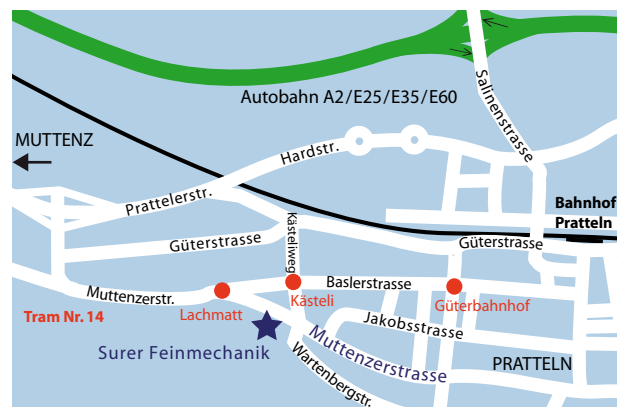 Autobahn A2/E25/E35/E60
Salinenstrasse
MUTTENZ
Hardstr.
Prattelerstr.
Bahnhof
Pratteln
Güterstrasse
Kästeliweg
Güterstrasse
Muttenzerstr.
Baslerstrasse
Kästeli
Güterbahnhof
Lachmatt
Tram Nr. 14
Jakobsstrasse
Surer Feinmechanik
Muttenzerstrasse
Wartenbergstr.
PRATTELN